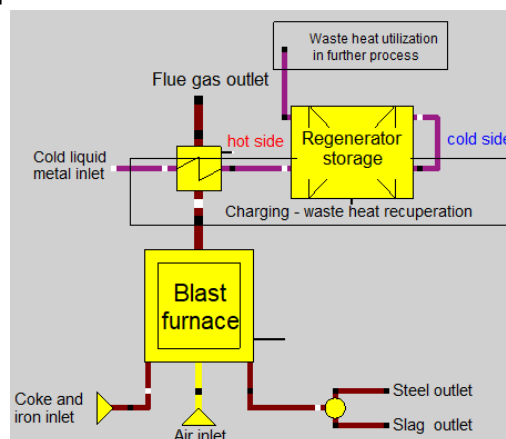 Waste heat utilization
in further process
Flue gas outlet
hot side
Regenerator
storage
cold side
Cold liquid
metal inlet
Charging - waste heat recuperation
Blast
furnace
Coke and
iron inlet
Air inlet
Steel outlet
Slag outlet